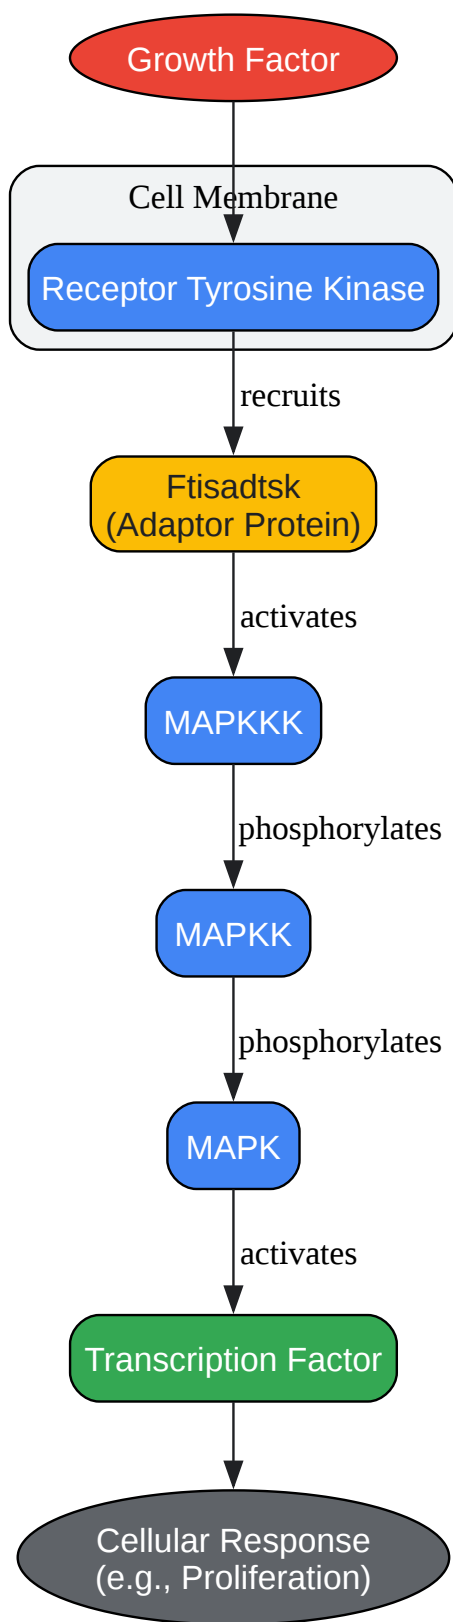 Growth Factor
Cell Membrane
Receptor Tyrosine Kinase
recruits
Ftisadtsk
(Adaptor Protein)
activates
MAPKKK
phosphorylates
MAPKK
phosphorylates
MAPK
activates
Transcription Factor
Cellular Response
(e.g., Proliferation)